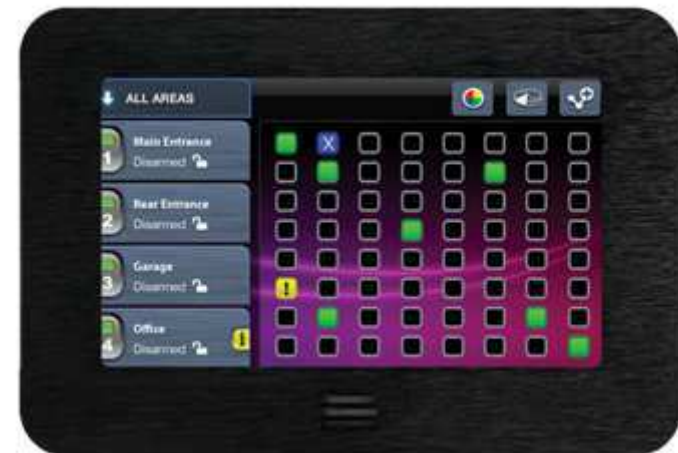 ALL AREAS
1
Main Entrance
Disarmed
2
Rear Entrance
Disarmed
3
Garage
Disarmed
4
Office
Disarmed
X
!
!